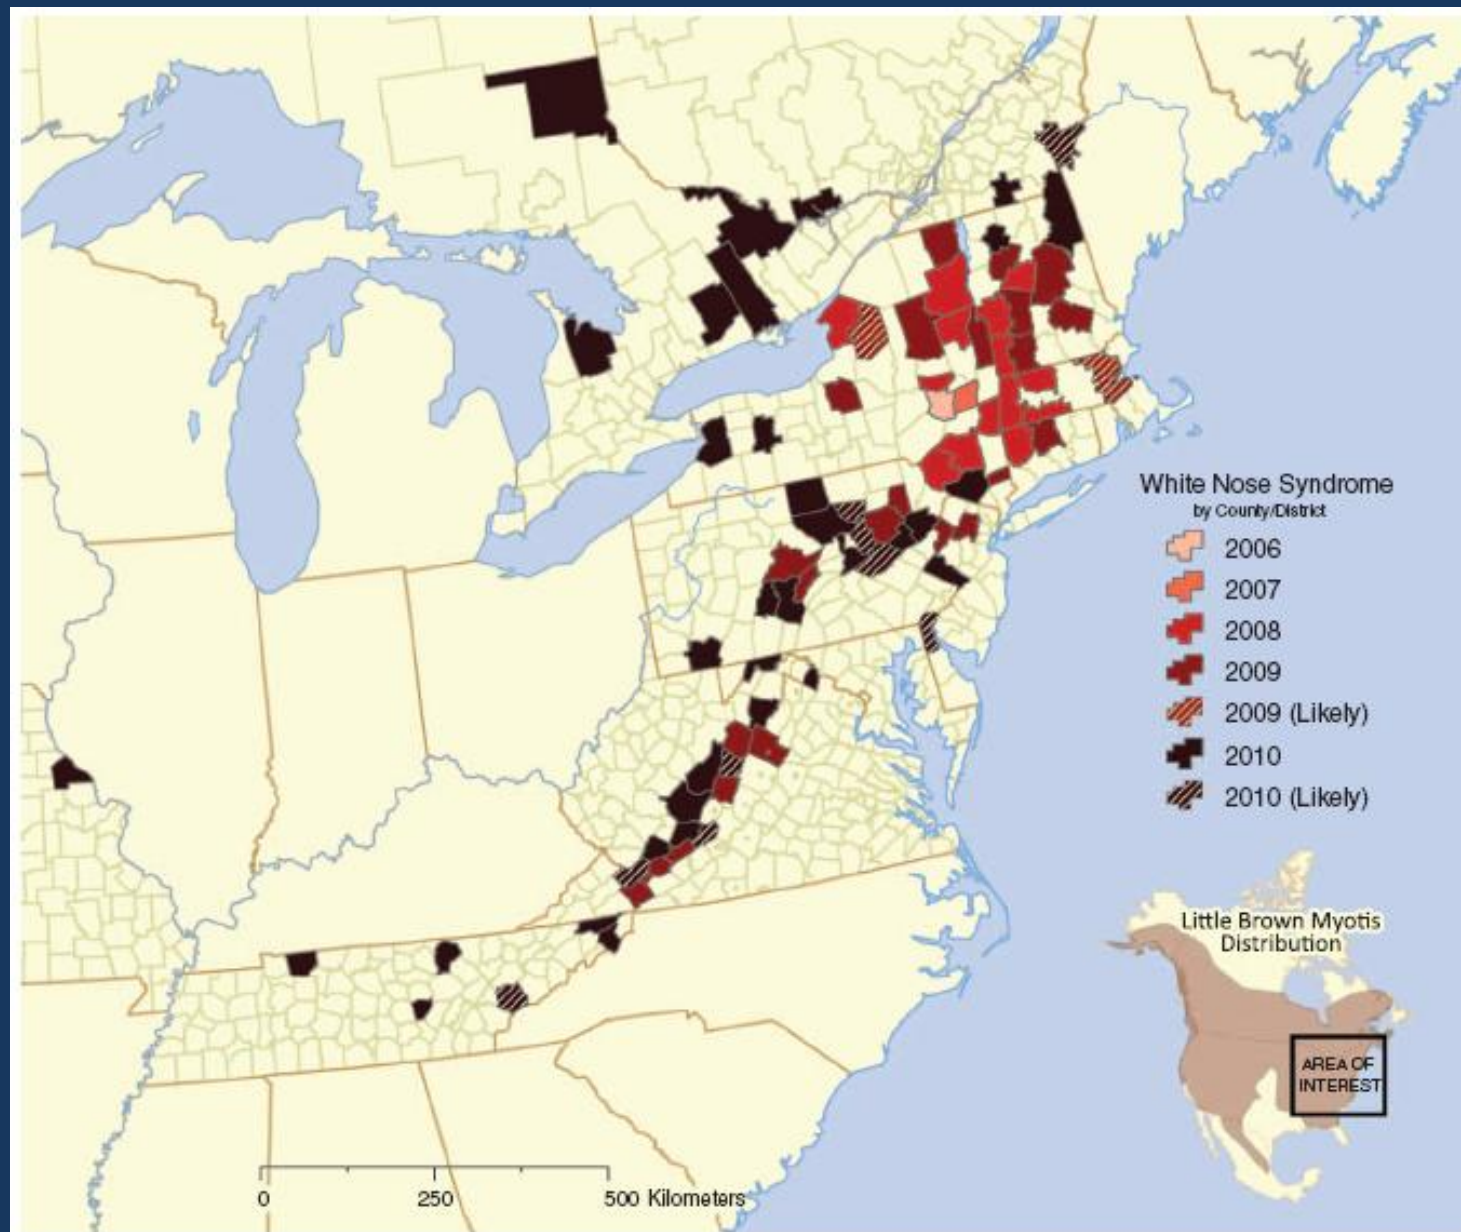 White Nose Syndrome
by County/District
2006
2007
2008
2009
2009 (Likely)
2010
2010 (Likely)
Little Brown Myotis
Distribution
AREA OF
INTEREST
0 250 500 Kilometers